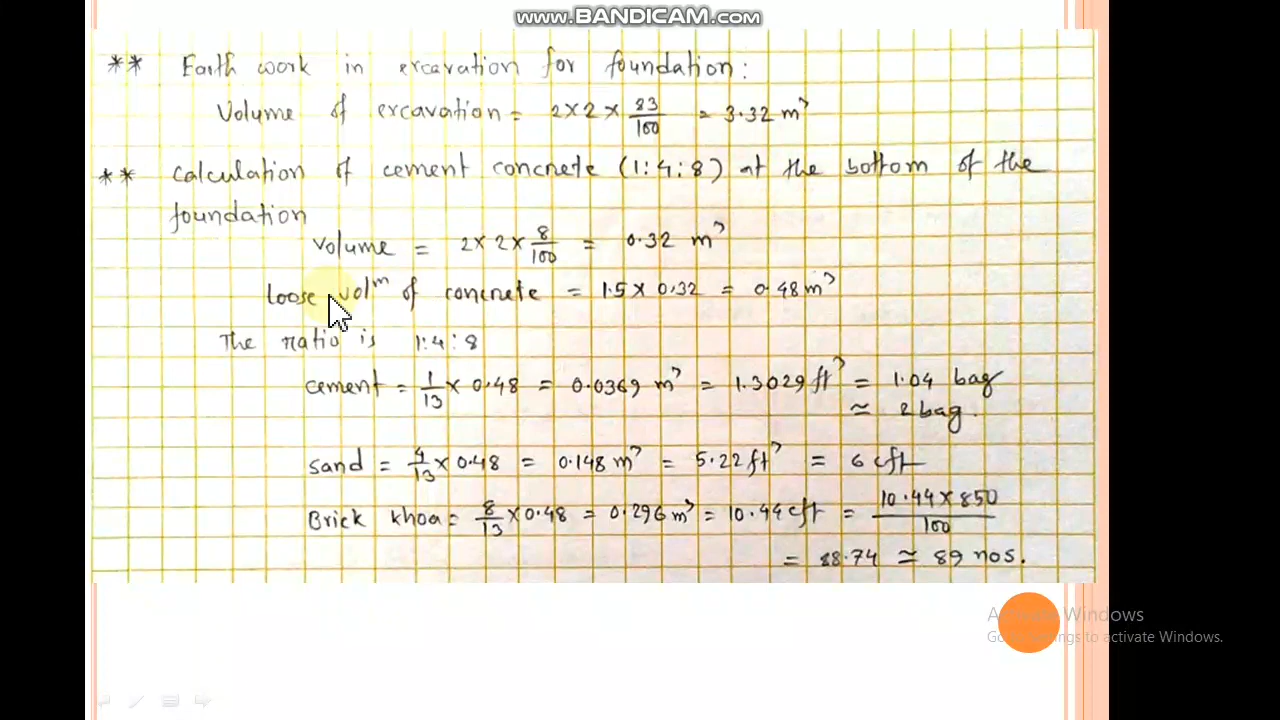 www.BANDICAM.com
** Earth work in excavation for foundation:
Volume of excavation = 2×2× 83/100 = 3.32 m³
** Calculation of cement concrete (1:4:8) at the bottom of the
foundation
volume = 2×2× 8/100 = 0.32 m³
Loose volᵐ of concrete = 1.5 × 0.32 = 0.48 m³
The ratio is 1:4:8
cement = 1/13 × 0.48 = 0.0369 m³ = 1.3029 ft³ = 1.04 bag
≈ 2 bag.
sand = 4/13 × 0.48 = 0.148 m³ = 5.22 ft³ = 6 cft
Brick khoa = 8/13 × 0.48 = 0.296 m³ = 10.44 cft = 10.44 × 850/100
= 88.74 ≃ 89 nos.
Activate Windows
Go to Settings to activate Windows.